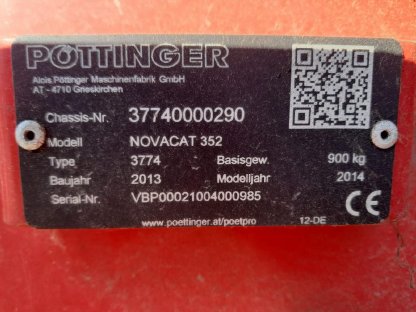 PÖTTINGER
Alois Pöttinger Maschinenfabrik GmbH
AT - 4710 Grieskirchen
Chassis-Nr. 37740000290
Modell NOVACAT 352
Type 3774 Basisgew. 900 kg
Baujahr 2013 Modelljahr 2014
Serial-Nr. VBP00021004000985
www.poettinger.at/poetpro 12-DE CE